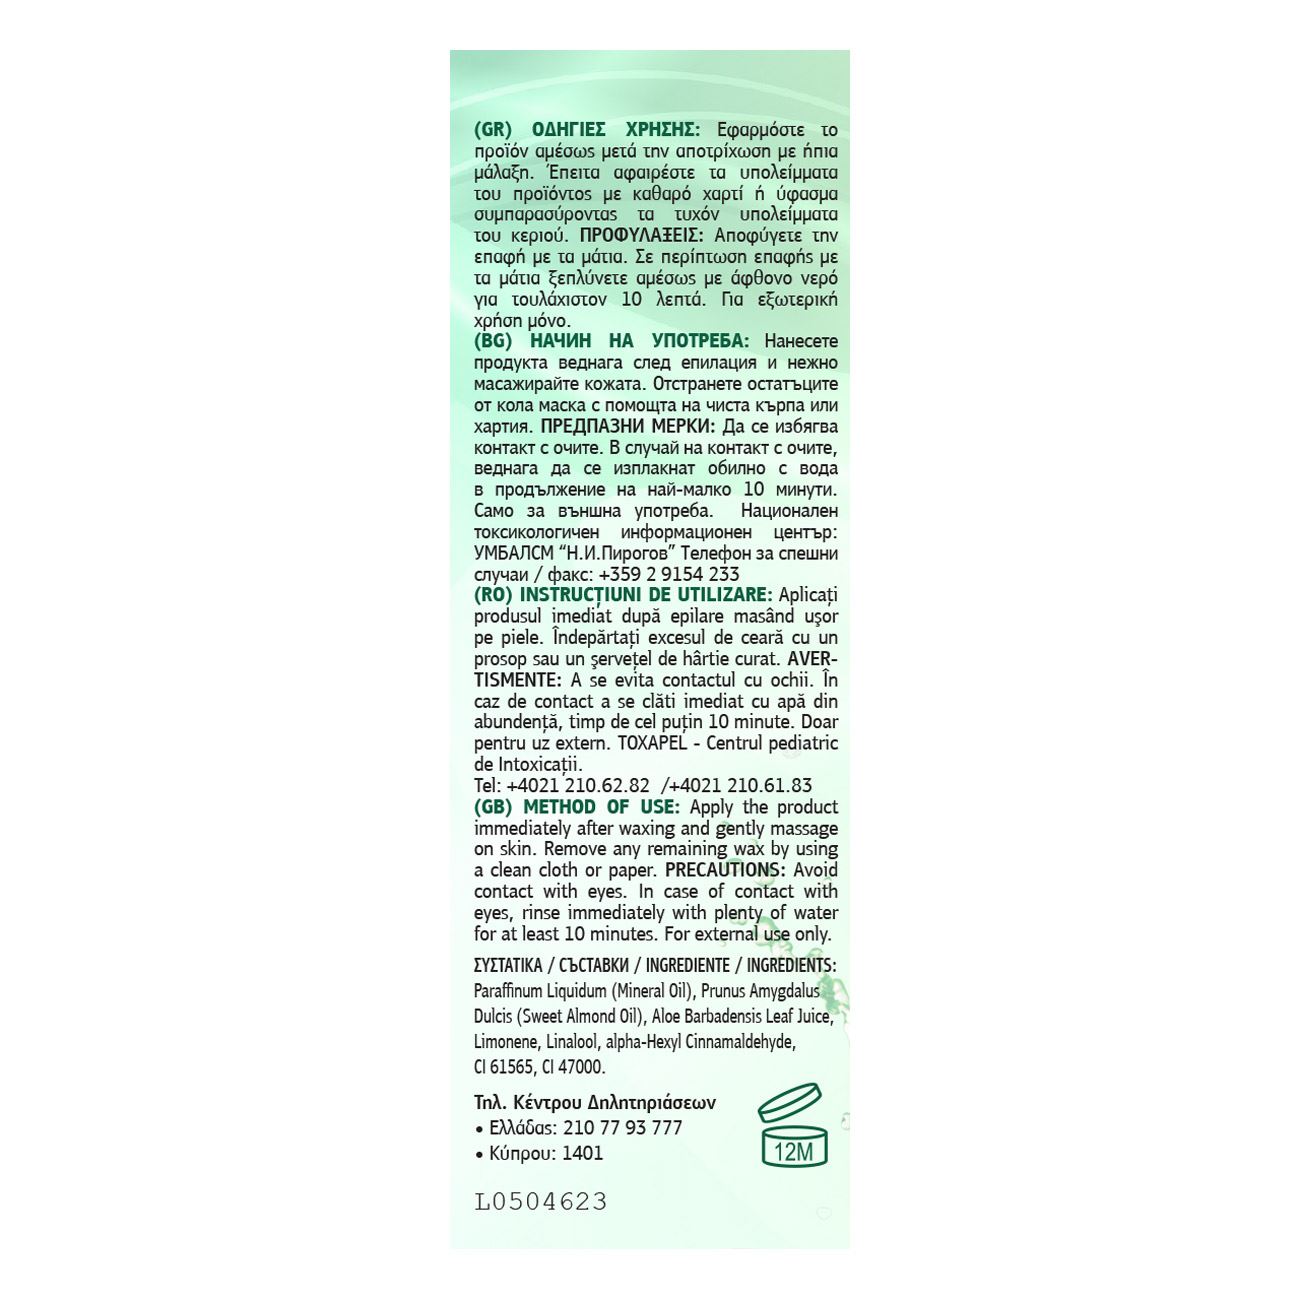 (GR) ΟΔΗΓΙΕΣ ΧΡΗΣΗΣ: Εφαρμόστε το
προϊόν αμέσως μετά την αποτρίχωση με ήπια
μάλαξη. Έπειτα αφαιρέστε τα υπολείμματα
του προϊόντος με καθαρό χαρτί ή ύφασμα
συμπαρασύροντας τα τυχόν υπολείμματα
του κεριού. ΠΡΟΦΥΛΑΞΕΙΣ: Αποφύγετε την
επαφή με τα μάτια. Σε περίπτωση επαφής με
τα μάτια ξεπλύνετε αμέσως με άφθονο νερό
για τουλάχιστον 10 λεπτά. Για εξωτερική
χρήση μόνο.
(BG) НАЧИН НА УПОТРЕБА: Нанесете
продукта веднага след епилация и нежно
масажирайте кожата. Отстранете остатъците
от кола маска с помощта на чиста кърпа или
хартия. ПРЕДПАЗНИ МЕРКИ: Да се избягва
контакт с очите. В случай на контакт с очите,
веднага да се изплакнат обилно с вода
в продължение на най-малко 10 минути.
Само за външна употреба. Национален
токсикологичен информационен център:
УМБАЛСМ “Н.И.Пирогов” Телефон за спешни
случаи / факс: +359 2 9154 233
(RO) INSTRUCŢIUNI DE UTILIZARE: Aplicaţi
produsul imediat după epilare masând uşor
pe piele. Îndepărtaţi excesul de ceară cu un
prosop sau un şerveţel de hârtie curat. AVER-
TISMENTE: A se evita contactul cu ochii. În
caz de contact a se clăti imediat cu apă din
abundenţă, timp de cel puţin 10 minute. Doar
pentru uz extern. TOXAPEL - Centrul pediatric
de Intoxicaţii.
Tel: +4021 210.62.82 /+4021 210.61.83
(GB) METHOD OF USE: Apply the product
immediately after waxing and gently massage
on skin. Remove any remaining wax by using
a clean cloth or paper. PRECAUTIONS: Avoid
contact with eyes. In case of contact with
eyes, rinse immediately with plenty of water
for at least 10 minutes. For external use only.
ΣΥΣΤΑΤΙΚΑ / СЪСТАВКИ / INGREDIENTE / INGREDIENTS:
Paraffinum Liquidum (Mineral Oil), Prunus Amygdalus
Dulcis (Sweet Almond Oil), Aloe Barbadensis Leaf Juice,
Limonene, Linalool, alpha-Hexyl Cinnamaldehyde,
CI 61565, CI 47000.
Τηλ. Κέντρου Δηλητηριάσεων
• Ελλάδας: 210 77 93 777
• Κύπρου: 1401
12M
L0504623